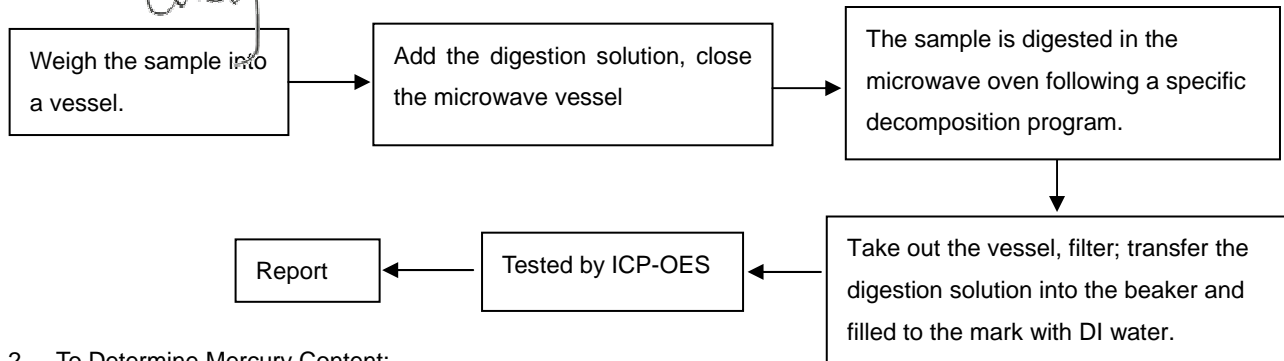 Weigh the sample into
a vessel.
Add the digestion solution, close
the microwave vessel
The sample is digested in the
microwave oven following a specific
decomposition program.
Take out the vessel, filter; transfer the
digestion solution into the beaker and
filled to the mark with DI water.
Tested by ICP-OES
Report
2. To Determine Mercury Content: